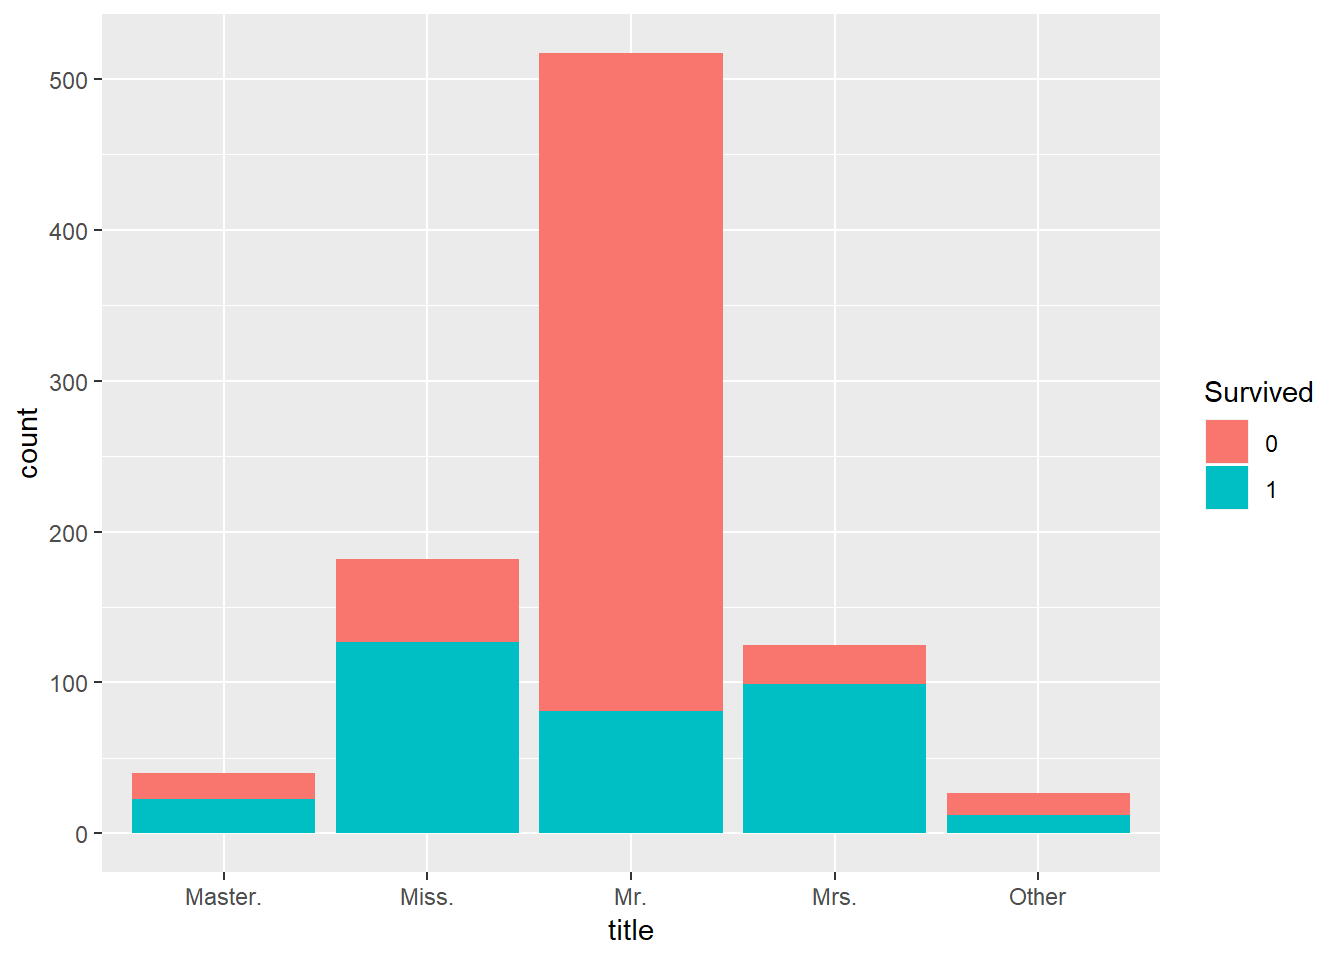 500
400
300
200
100
0
count
Master.
Miss.
Mr.
Mrs.
Other
title
Survived
0
1